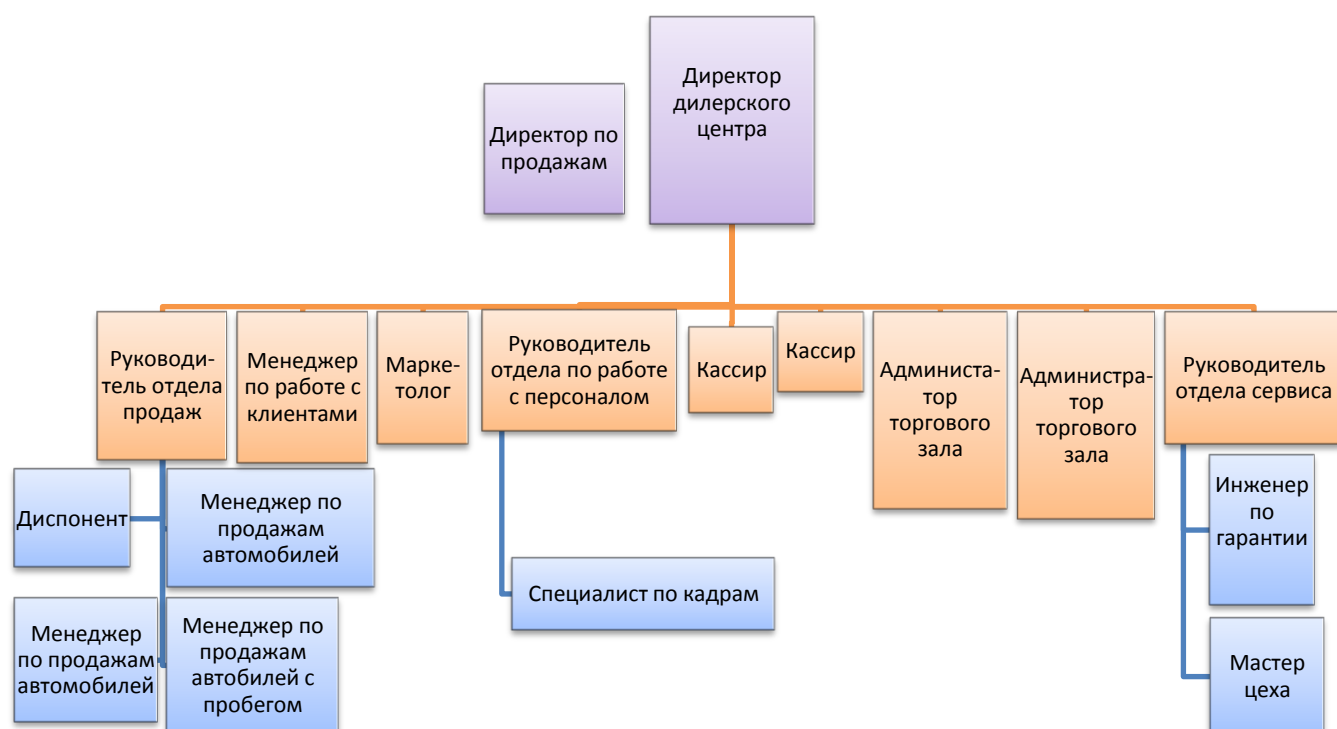 Директор
дилерского
центра
Директор по
продажам
Руководи-
тель отдела
продаж
Менеджер
по работе с
клиентами
Марке-
толог
Руководитель
отдела по работе
с персоналом
Кассир
Кассир
Администа-
тор
торгового
зала
Администра-
тор
торгового
зала
Руководитель
отдела сервиса
Диспонент
Менеджер по
продажам
автомобилей
Менеджер
по продажам
автомобилей
Менеджер по
продажам
автобилей с
пробегом
Специалист по кадрам
Инженер
по
гарантии
Мастер
цеха